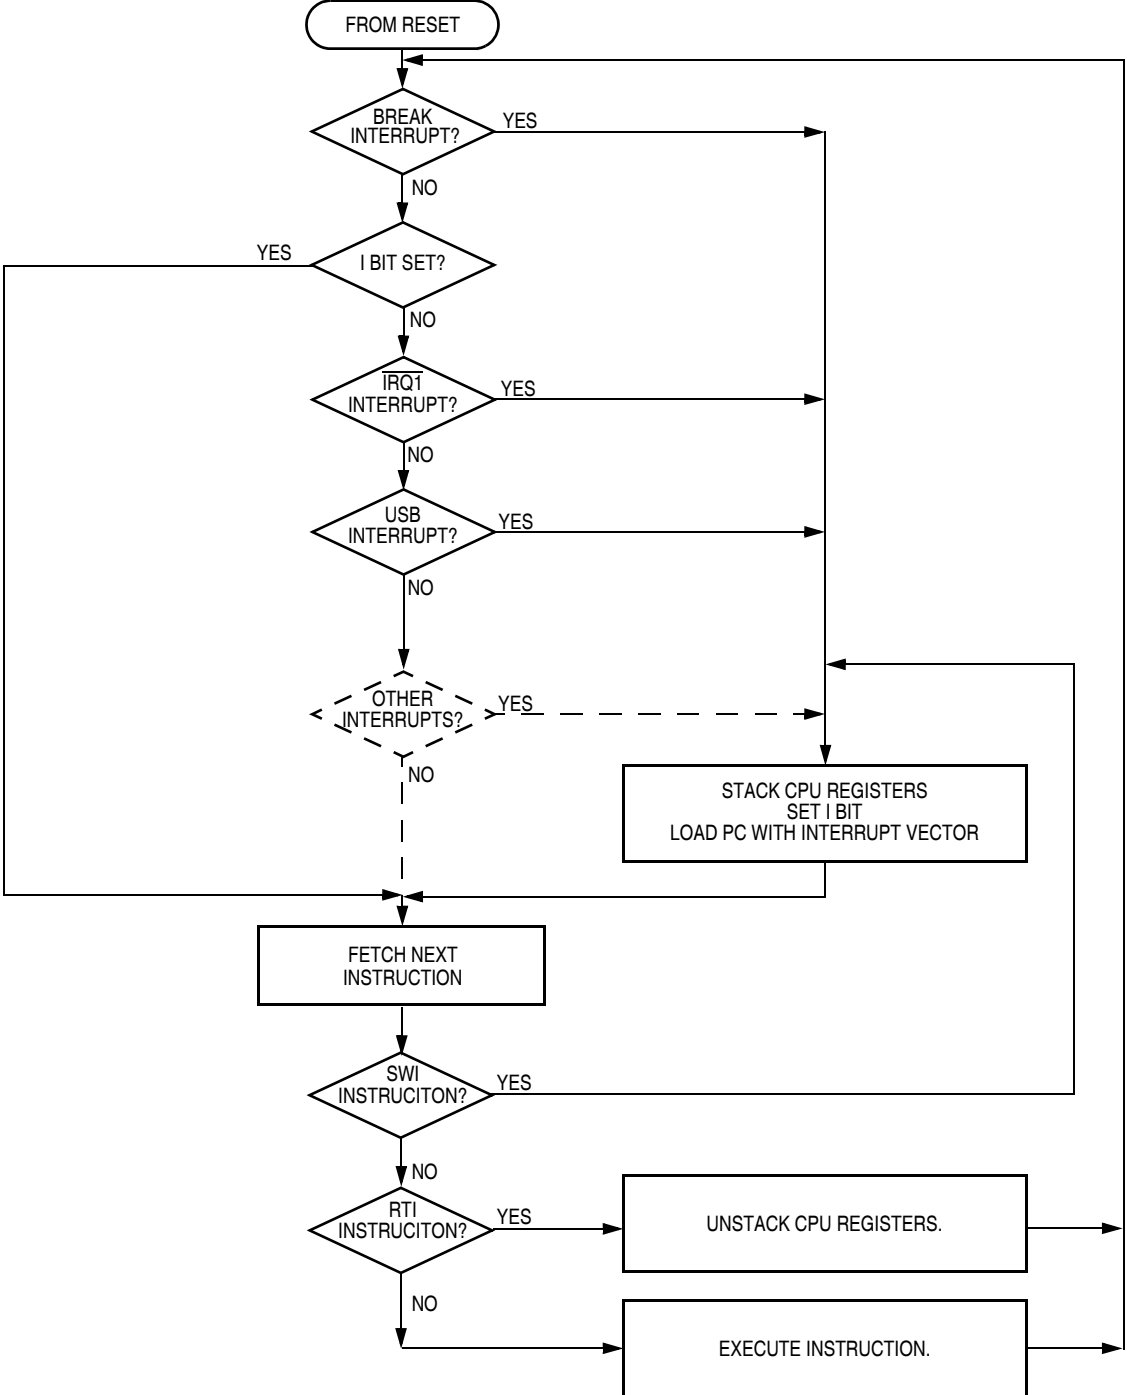 FROM RESET
BREAK
INTERRUPT?
YES
NO
YES
I BIT SET?
NO
IRQ1
INTERRUPT?
YES
NO
USB
INTERRUPT?
YES
NO
OTHER
INTERRUPTS?
YES
NO
STACK CPU REGISTERS
SET I BIT
LOAD PC WITH INTERRUPT VECTOR
FETCH NEXT
INSTRUCTION
SWI
INSTRUCITON?
YES
NO
RTI
INSTRUCITON?
YES
UNSTACK CPU REGISTERS.
NO
EXECUTE INSTRUCTION.